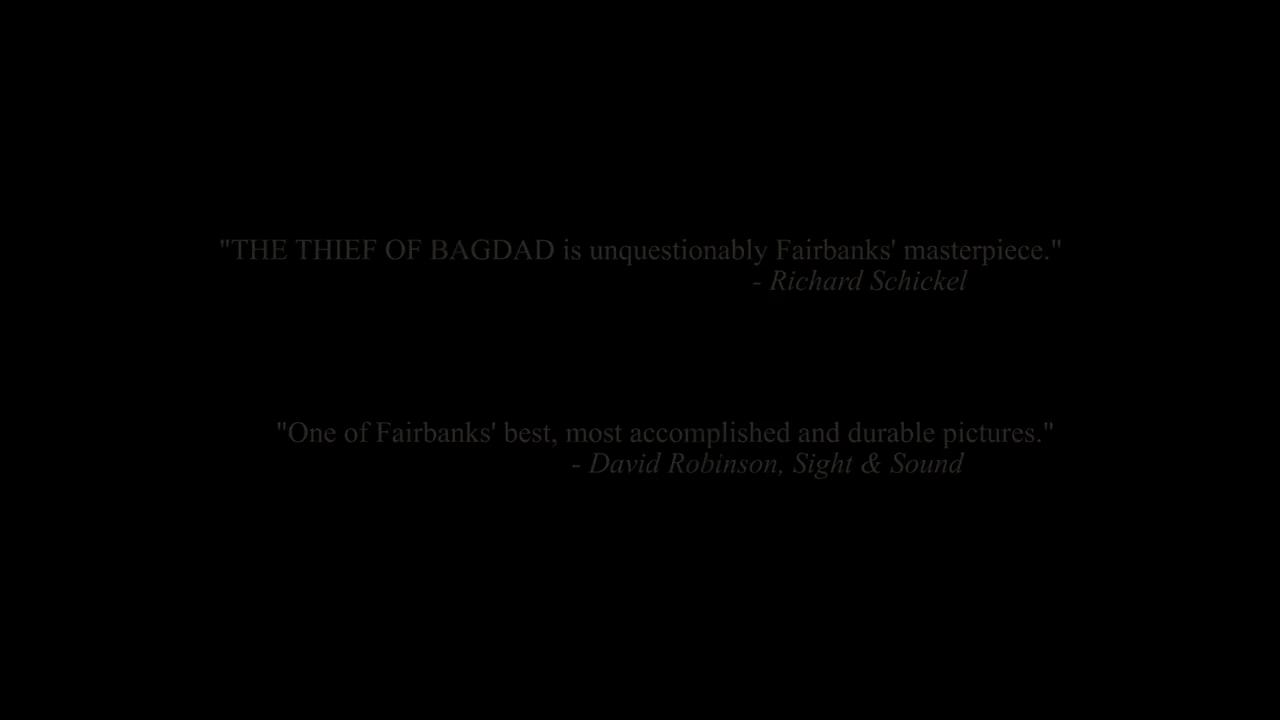 "THE THIEF OF BAGDAD is unquestionably Fairbanks' masterpiece."
- Richard Schickel
"One of Fairbanks' best, most accomplished and durable pictures."
- David Robinson, Sight & Sound